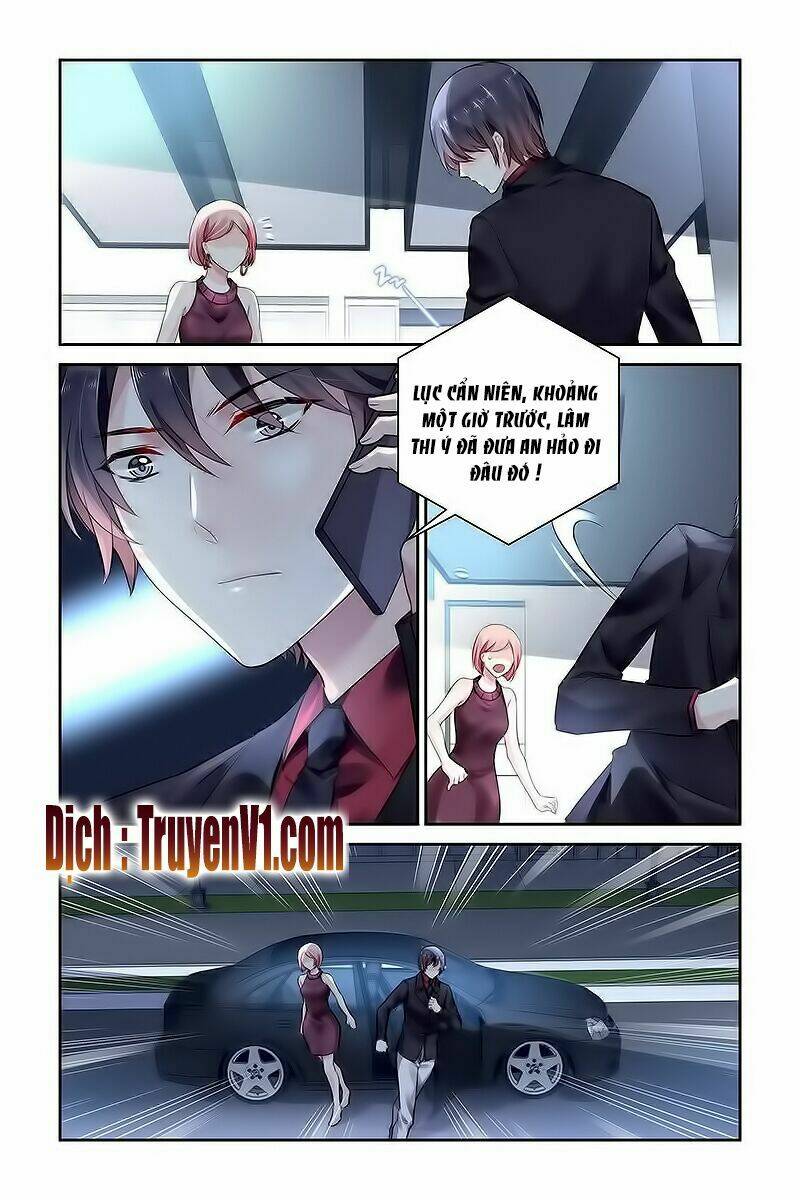 LỤC CẨN NIÊN, KHOẢNG
MỘT GIỜ TRƯỚC, LÂM
THI Ý ĐÃ ĐƯA AN HẢO ĐI
ĐÂU ĐÓ !
Dịch : TruyenV1.com